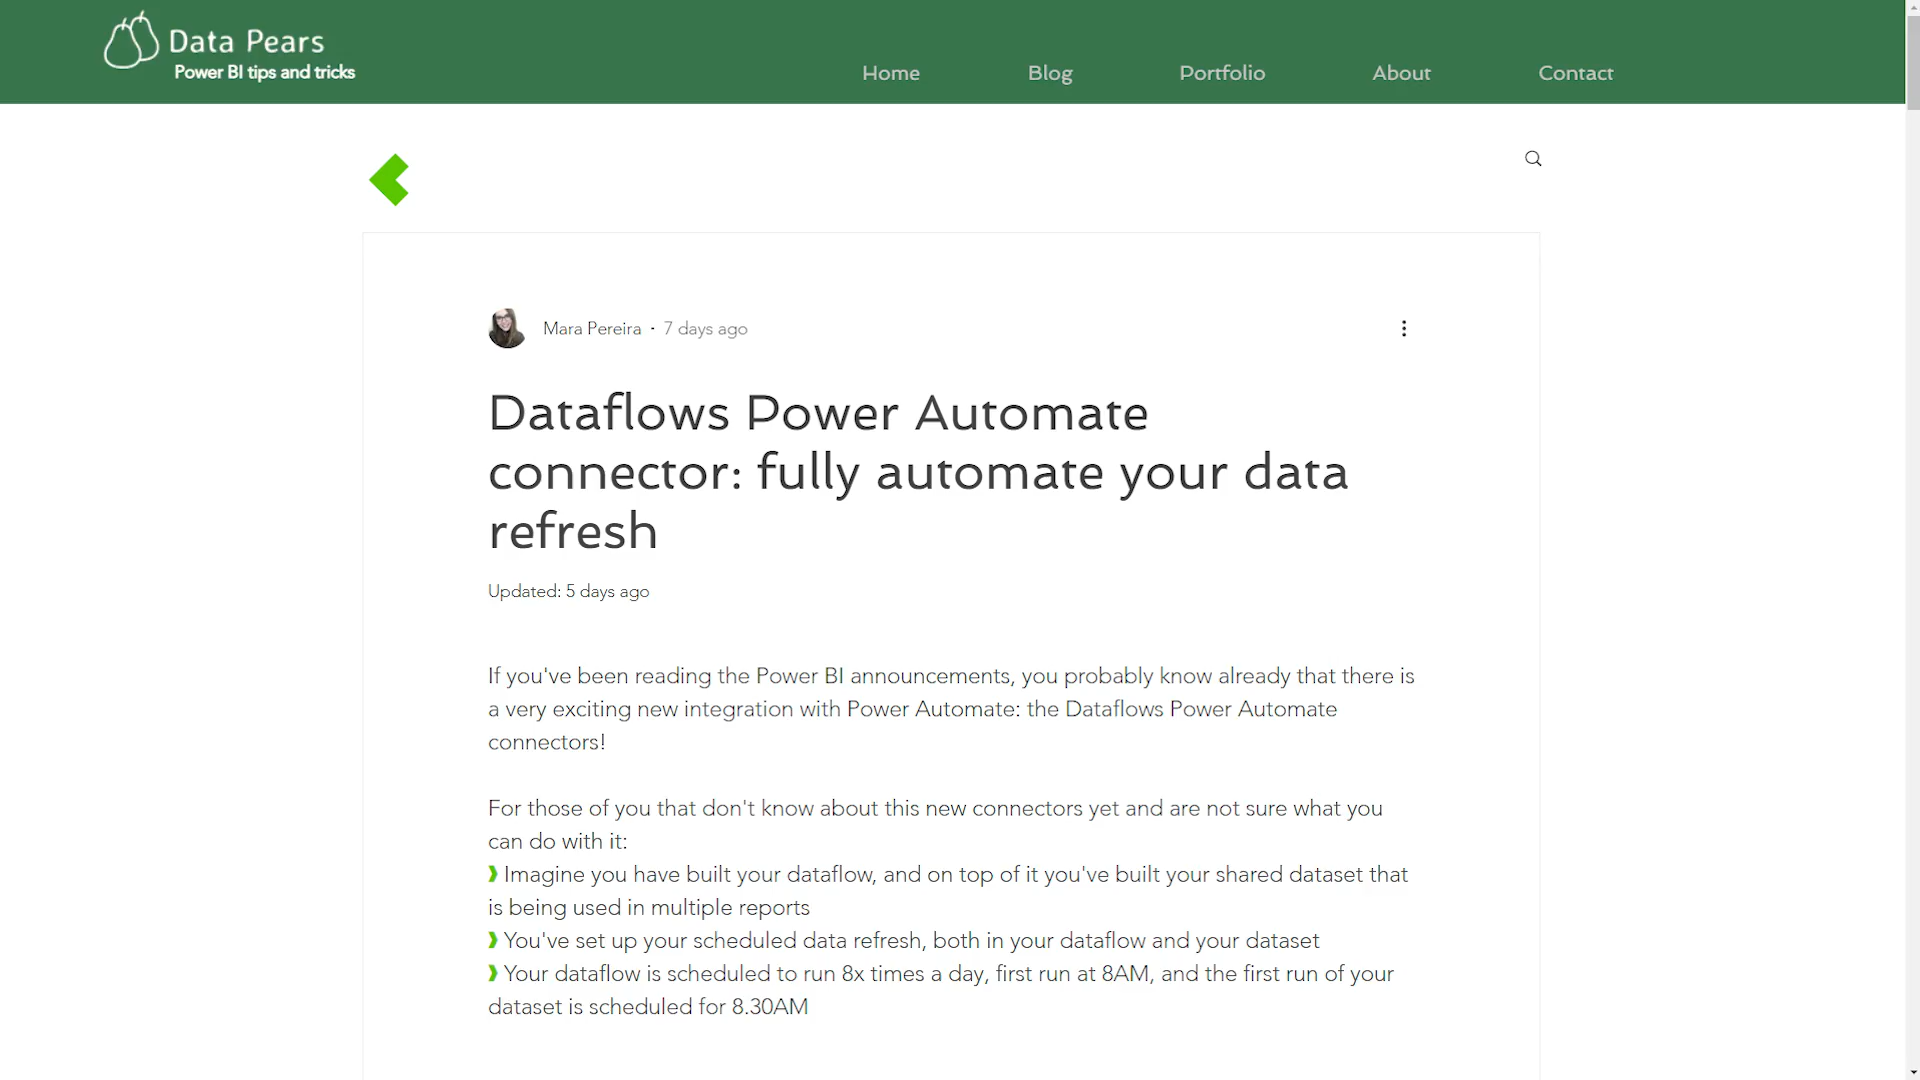 Data Pears
Power BI tips and tricks
Home
Blog
Portfolio
About
Contact
Mara Pereira · 7 days ago
Dataflows Power Automate
connector: fully automate your data
refresh
Updated: 5 days ago
If you've been reading the Power BI announcements, you probably know already that there is
a very exciting new integration with Power Automate: the Dataflows Power Automate
connectors!
For those of you that don't know about this new connectors yet and are not sure what you
can do with it:
❱ Imagine you have built your dataflow, and on top of it you've built your shared dataset that
is being used in multiple reports
❱ You've set up your scheduled data refresh, both in your dataflow and your dataset
❱ Your dataflow is scheduled to run 8x times a day, first run at 8AM, and the first run of your
dataset is scheduled for 8.30AM